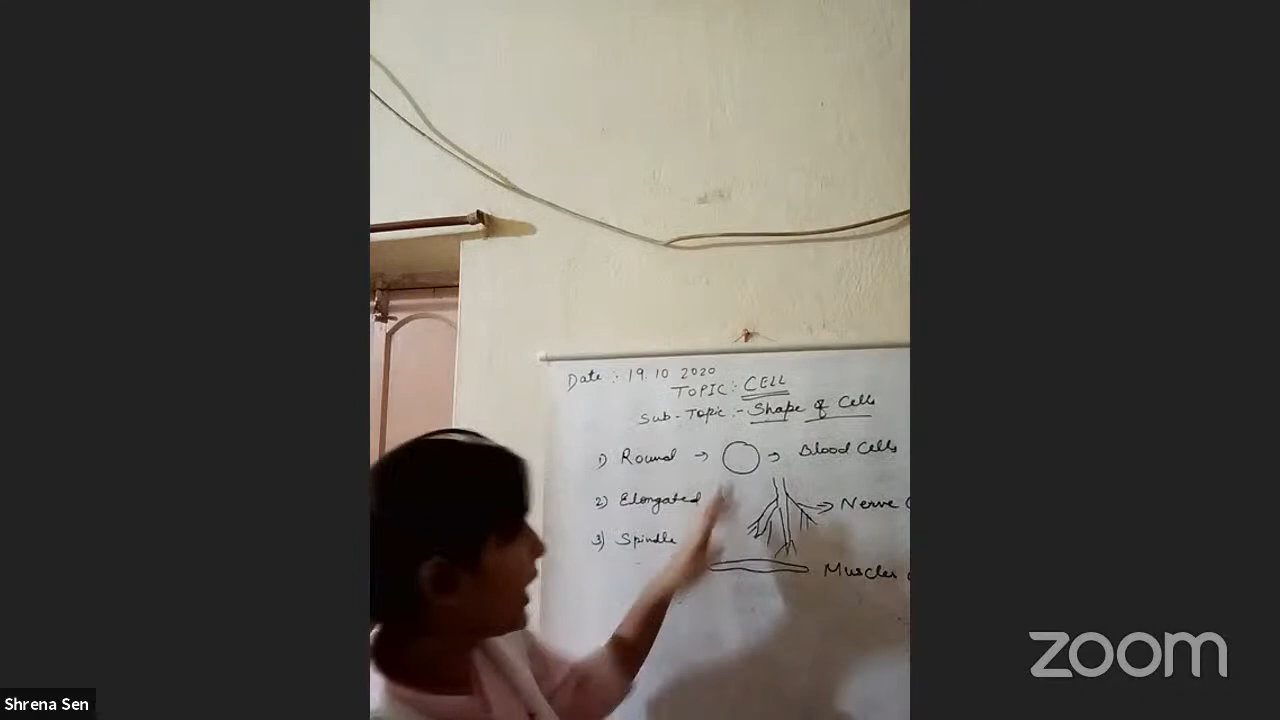 Date :- 19.10 2020
TOPIC:- CELL
Sub-Topic :- Shape of Cells
1) Round → → Blood Cells
2) Elongated → Nerve
3) Spindle Muscles
zoom
Shrena Sen